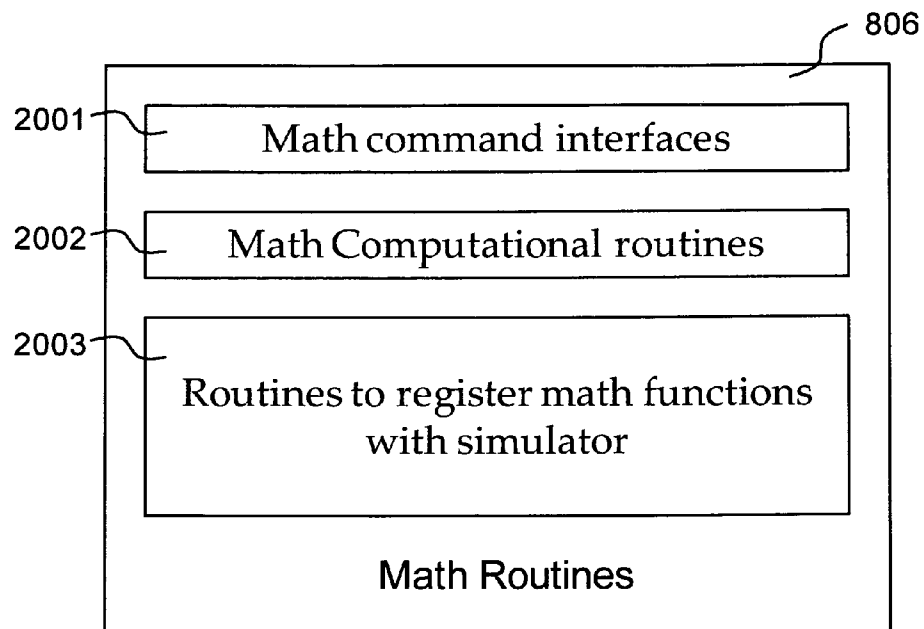 806
2001
Math command interfaces
2002
Math Computational routines
2003
Routines to register math functions
with simulator
Math Routines